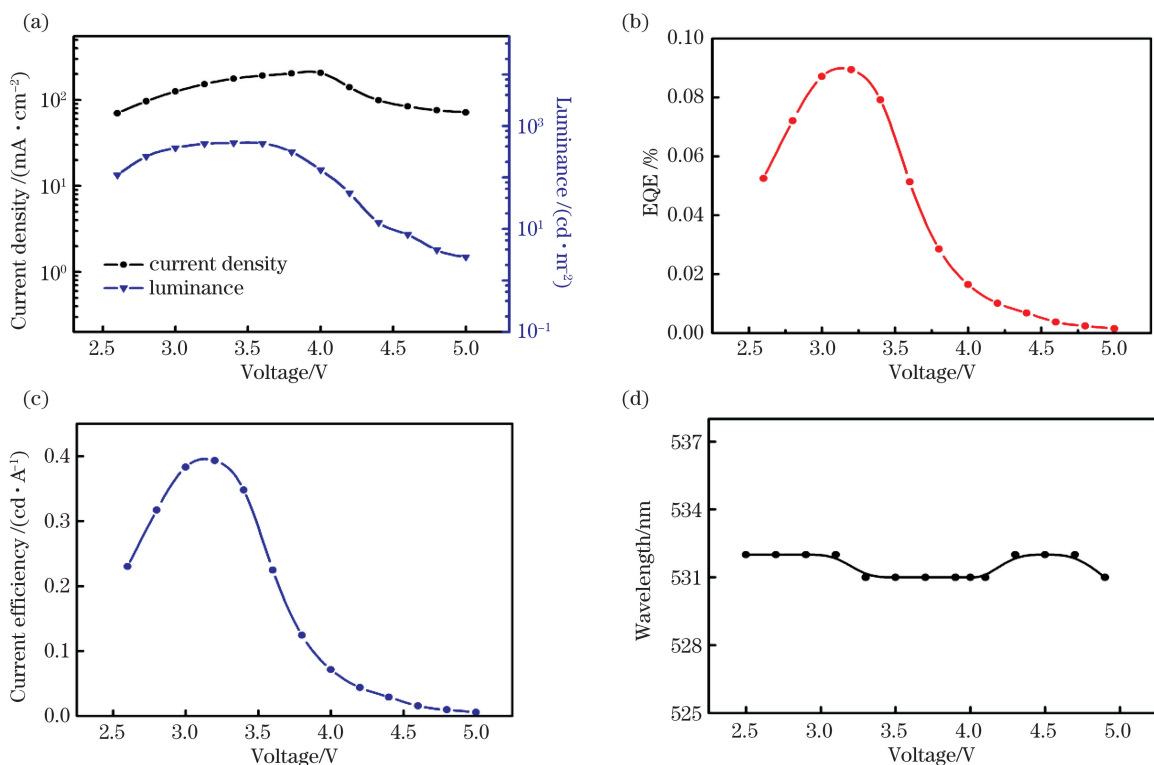 (a)
Current density /(mA · cm⁻²)
10²
10¹
10⁰
current density
luminance
2.5 3.0 3.5 4.0 4.5 5.0
Voltage/V
10³
10¹
10⁻¹
Luminance /(cd · m⁻²)
(b)
EQE /%
0.10
0.08
0.06
0.04
0.02
0.00
2.5 3.0 3.5 4.0 4.5 5.0
Voltage/V
(c)
Current efficiency /(cd · A⁻¹)
0.4
0.3
0.2
0.1
0.0
2.5 3.0 3.5 4.0 4.5 5.0
Voltage/V
(d)
Wavelength/nm
537
534
531
528
525
2.5 3.0 3.5 4.0 4.5 5.0
Voltage/V